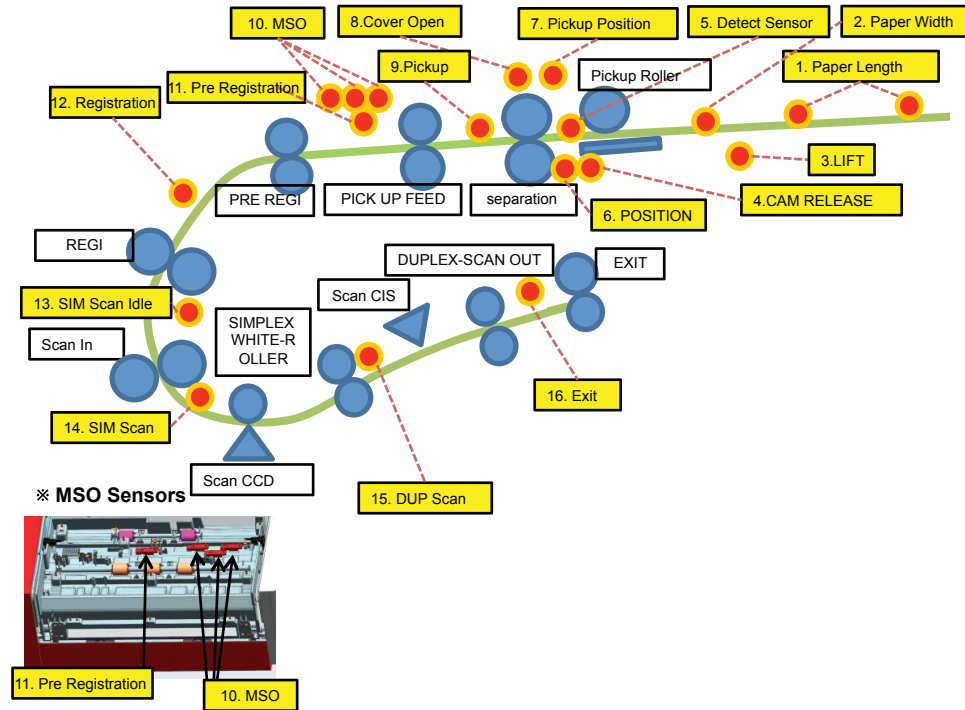 10. MSO
8.Cover Open
7. Pickup Position
5. Detect Sensor
2. Paper Width
9.Pickup
1. Paper Length
11. Pre Registration
Pickup Roller
12. Registration
3.LIFT
PRE REGI
PICK UP FEED
separation
4.CAM RELEASE
6. POSITION
REGI
DUPLEX-SCAN OUT
EXIT
Scan CIS
13. SIM Scan Idle
SIMPLEX
WHITE-R
OLLER
Scan In
16. Exit
14. SIM Scan
Scan CCD
15. DUP Scan
※ MSO Sensors
11. Pre Registration
10. MSO